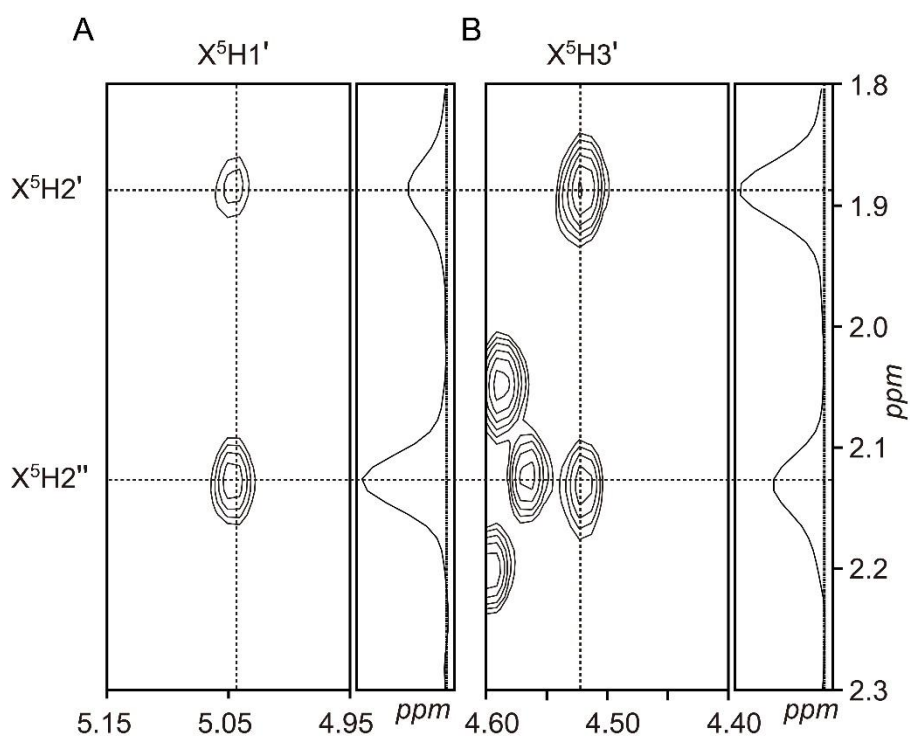 A
X⁵H1'
B
X⁵H3'
X⁵H2'
X⁵H2"
1.8
1.9
2.0
2.1
2.2
2.3
ppm
5.15
5.05
4.95
ppm
4.60
4.50
4.40
ppm